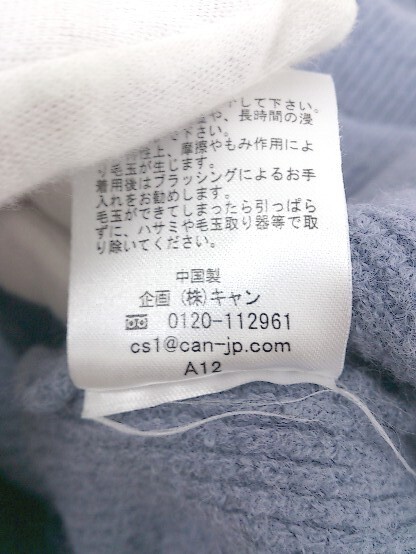 して下さい。
や、長時間の浸
下さい。
性上、摩擦やもみ作用によ
り毛玉が生じます。
着用後はブラッシングによるお手
入れをお勧めします。
毛玉ができてしまったら引っぱら
ずに、ハサミや毛玉取り器等で取
り除いてください。
中国製
企画 (株)キャン
0120-112961
cs1@can-jp.com
A12